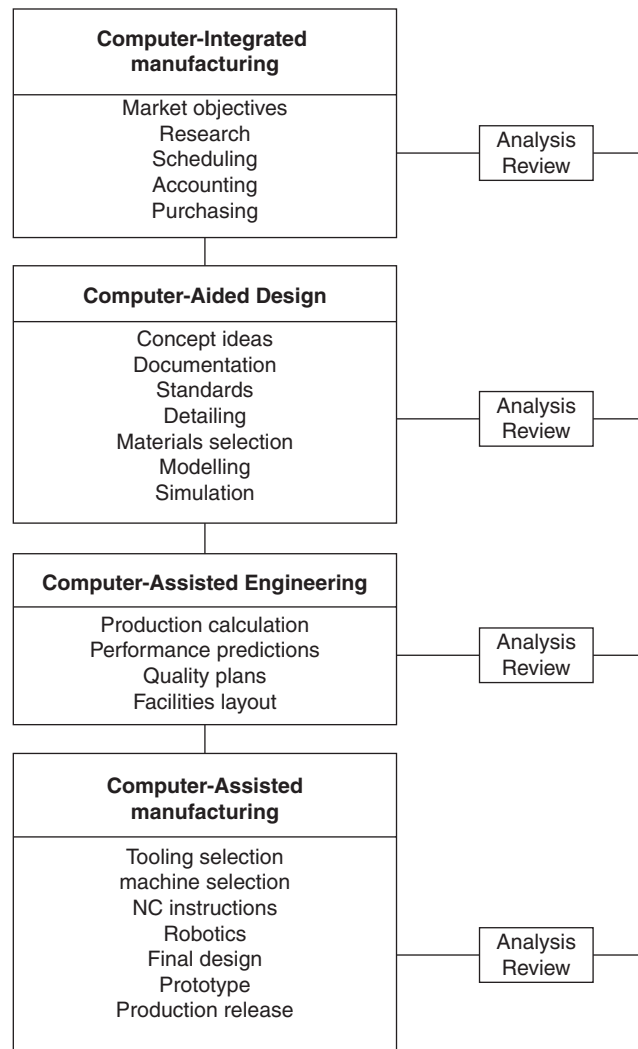 Computer-Integrated
manufacturing
Market objectives
Research
Scheduling
Accounting
Purchasing
Analysis
Review
Computer-Aided Design
Concept ideas
Documentation
Standards
Detailing
Materials selection
Modelling
Simulation
Analysis
Review
Computer-Assisted Engineering
Production calculation
Performance predictions
Quality plans
Facilities layout
Analysis
Review
Computer-Assisted
manufacturing
Tooling selection
machine selection
NC instructions
Robotics
Final design
Prototype
Production release
Analysis
Review